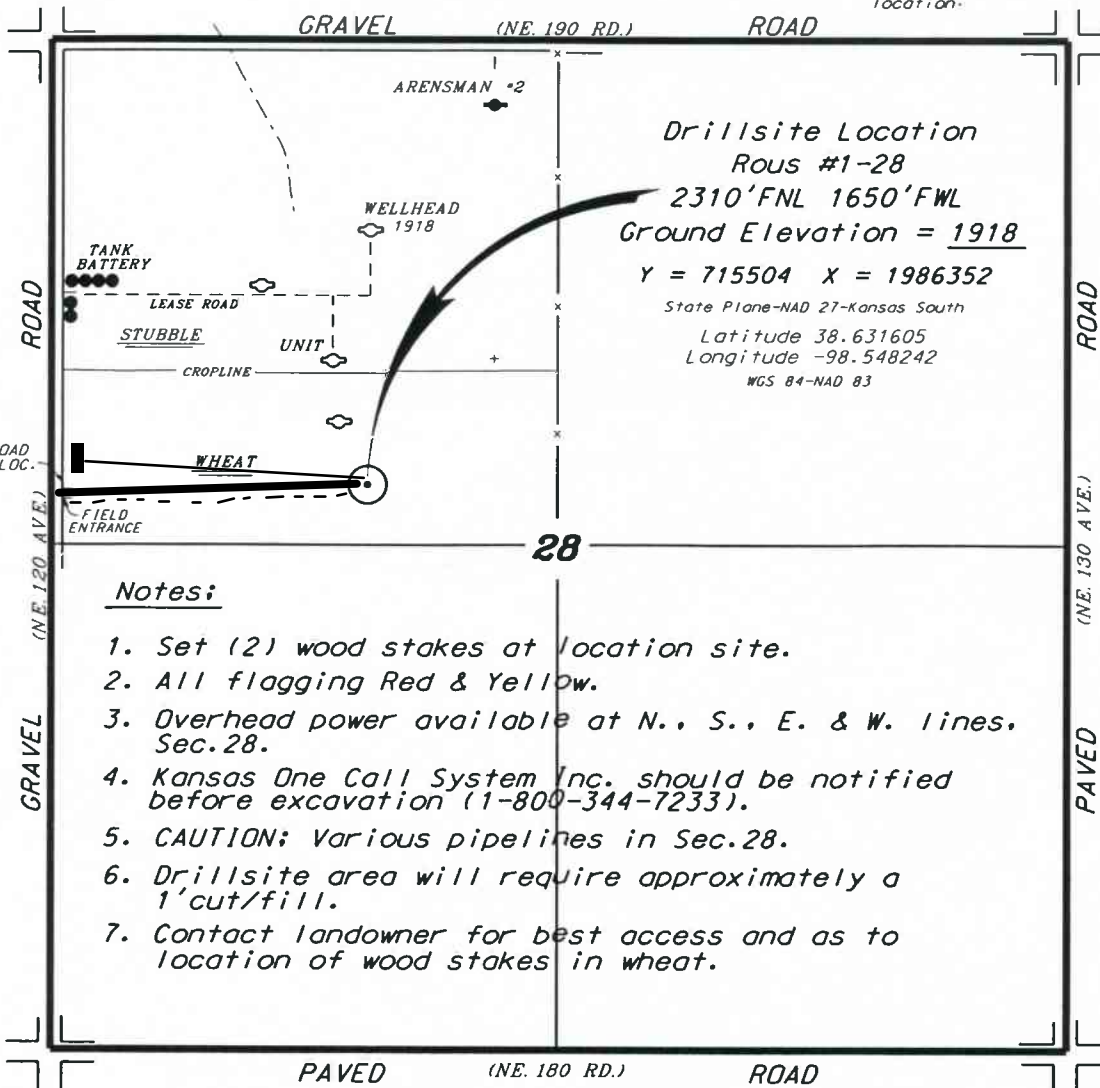 location.
GRAVEL (NE. 190 RD.) ROAD
ARENSMAN #2
Drillsite Location
Rous #1-28
2310'FNL 1650'FWL
Ground Elevation = 1918
Y = 715504 X = 1986352
State Plane-NAD 27-Kansas South
Latitude 38.631605
Longitude -98.548242
WGS 84-NAD 83
WELLHEAD
1918
TANK
BATTERY
LEASE ROAD
STUBBLE
UNIT
CROPLINE
WHEAT
OAD
LOC.
FIELD
ENTRANCE
ROAD
(NE. 120 AVE.)
GRAVEL
ROAD
(NE. 130 AVE.)
PAVED
28
Notes:
1. Set (2) wood stakes at location site.
2. All flagging Red & Yellow.
3. Overhead power available at N., S., E. & W. lines,
Sec.28.
4. Kansas One Call System Inc. should be notified
before excavation (1-800-344-7233).
5. CAUTION: Various pipelines in Sec.28.
6. Drillsite area will require approximately a
1'cut/fill.
7. Contact landowner for best access and as to
location of wood stakes in wheat.
PAVED (NE. 180 RD.) ROAD